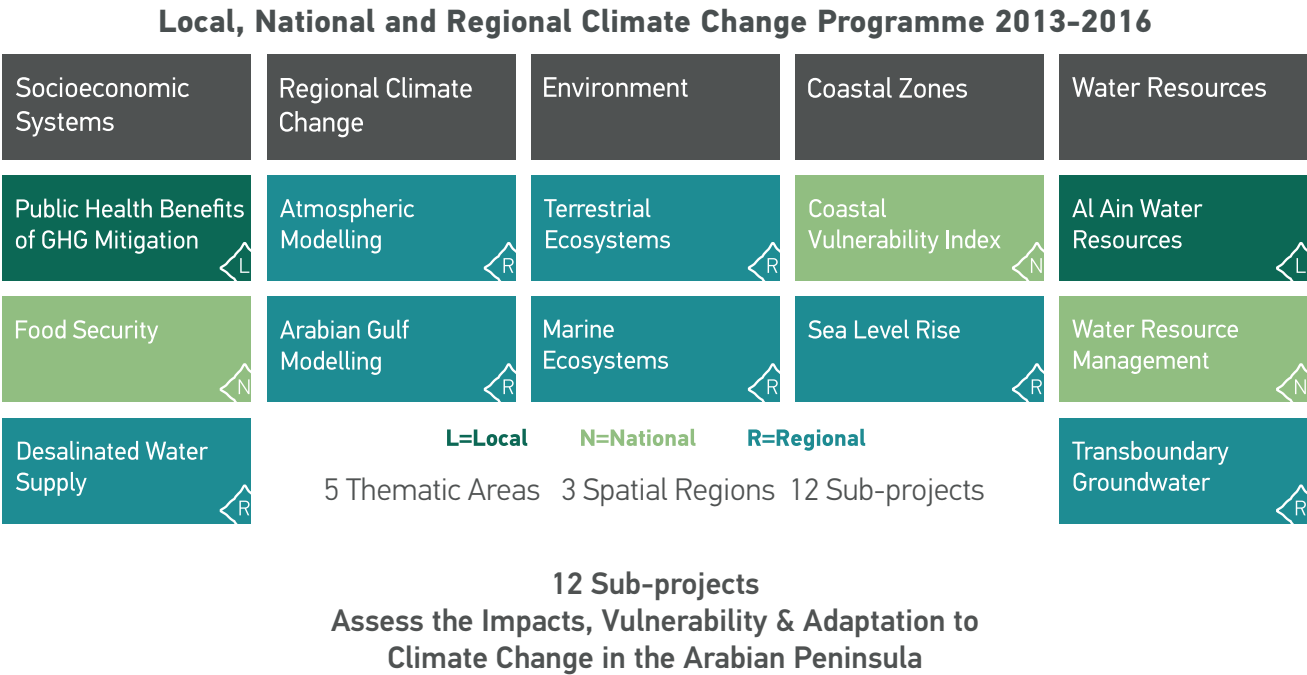 Local, National and Regional Climate Change Programme 2013-2016
Socioeconomic
Systems
Regional Climate
Change
Environment
Coastal Zones
Water Resources
Public Health Benefits
of GHG Mitigation
L
Atmospheric
Modelling
R
Terrestrial
Ecosystems
R
Coastal
Vulnerability Index
N
Al Ain Water
Resources
L
Food Security
N
Arabian Gulf
Modelling
R
Marine
Ecosystems
R
Sea Level Rise
R
Water Resource
Management
N
Desalinated Water
Supply
R
L=Local N=National R=Regional
5 Thematic Areas 3 Spatial Regions 12 Sub-projects
Transboundary
Groundwater
R
12 Sub-projects
Assess the Impacts, Vulnerability & Adaptation to
Climate Change in the Arabian Peninsula